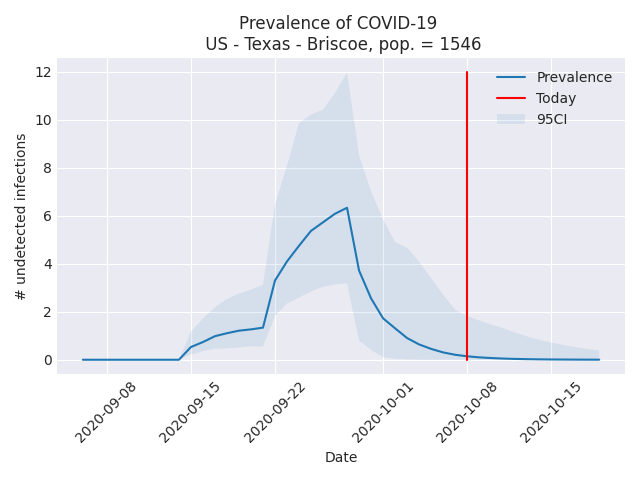 Prevalence of COVID-19
US - Texas - Briscoe, pop. = 1546
Prevalence
Today
95CI
# undetected infections
12
10
8
6
4
2
0
2020-09-08
2020-09-15
2020-09-22
2020-10-01
2020-10-08
2020-10-15
Date